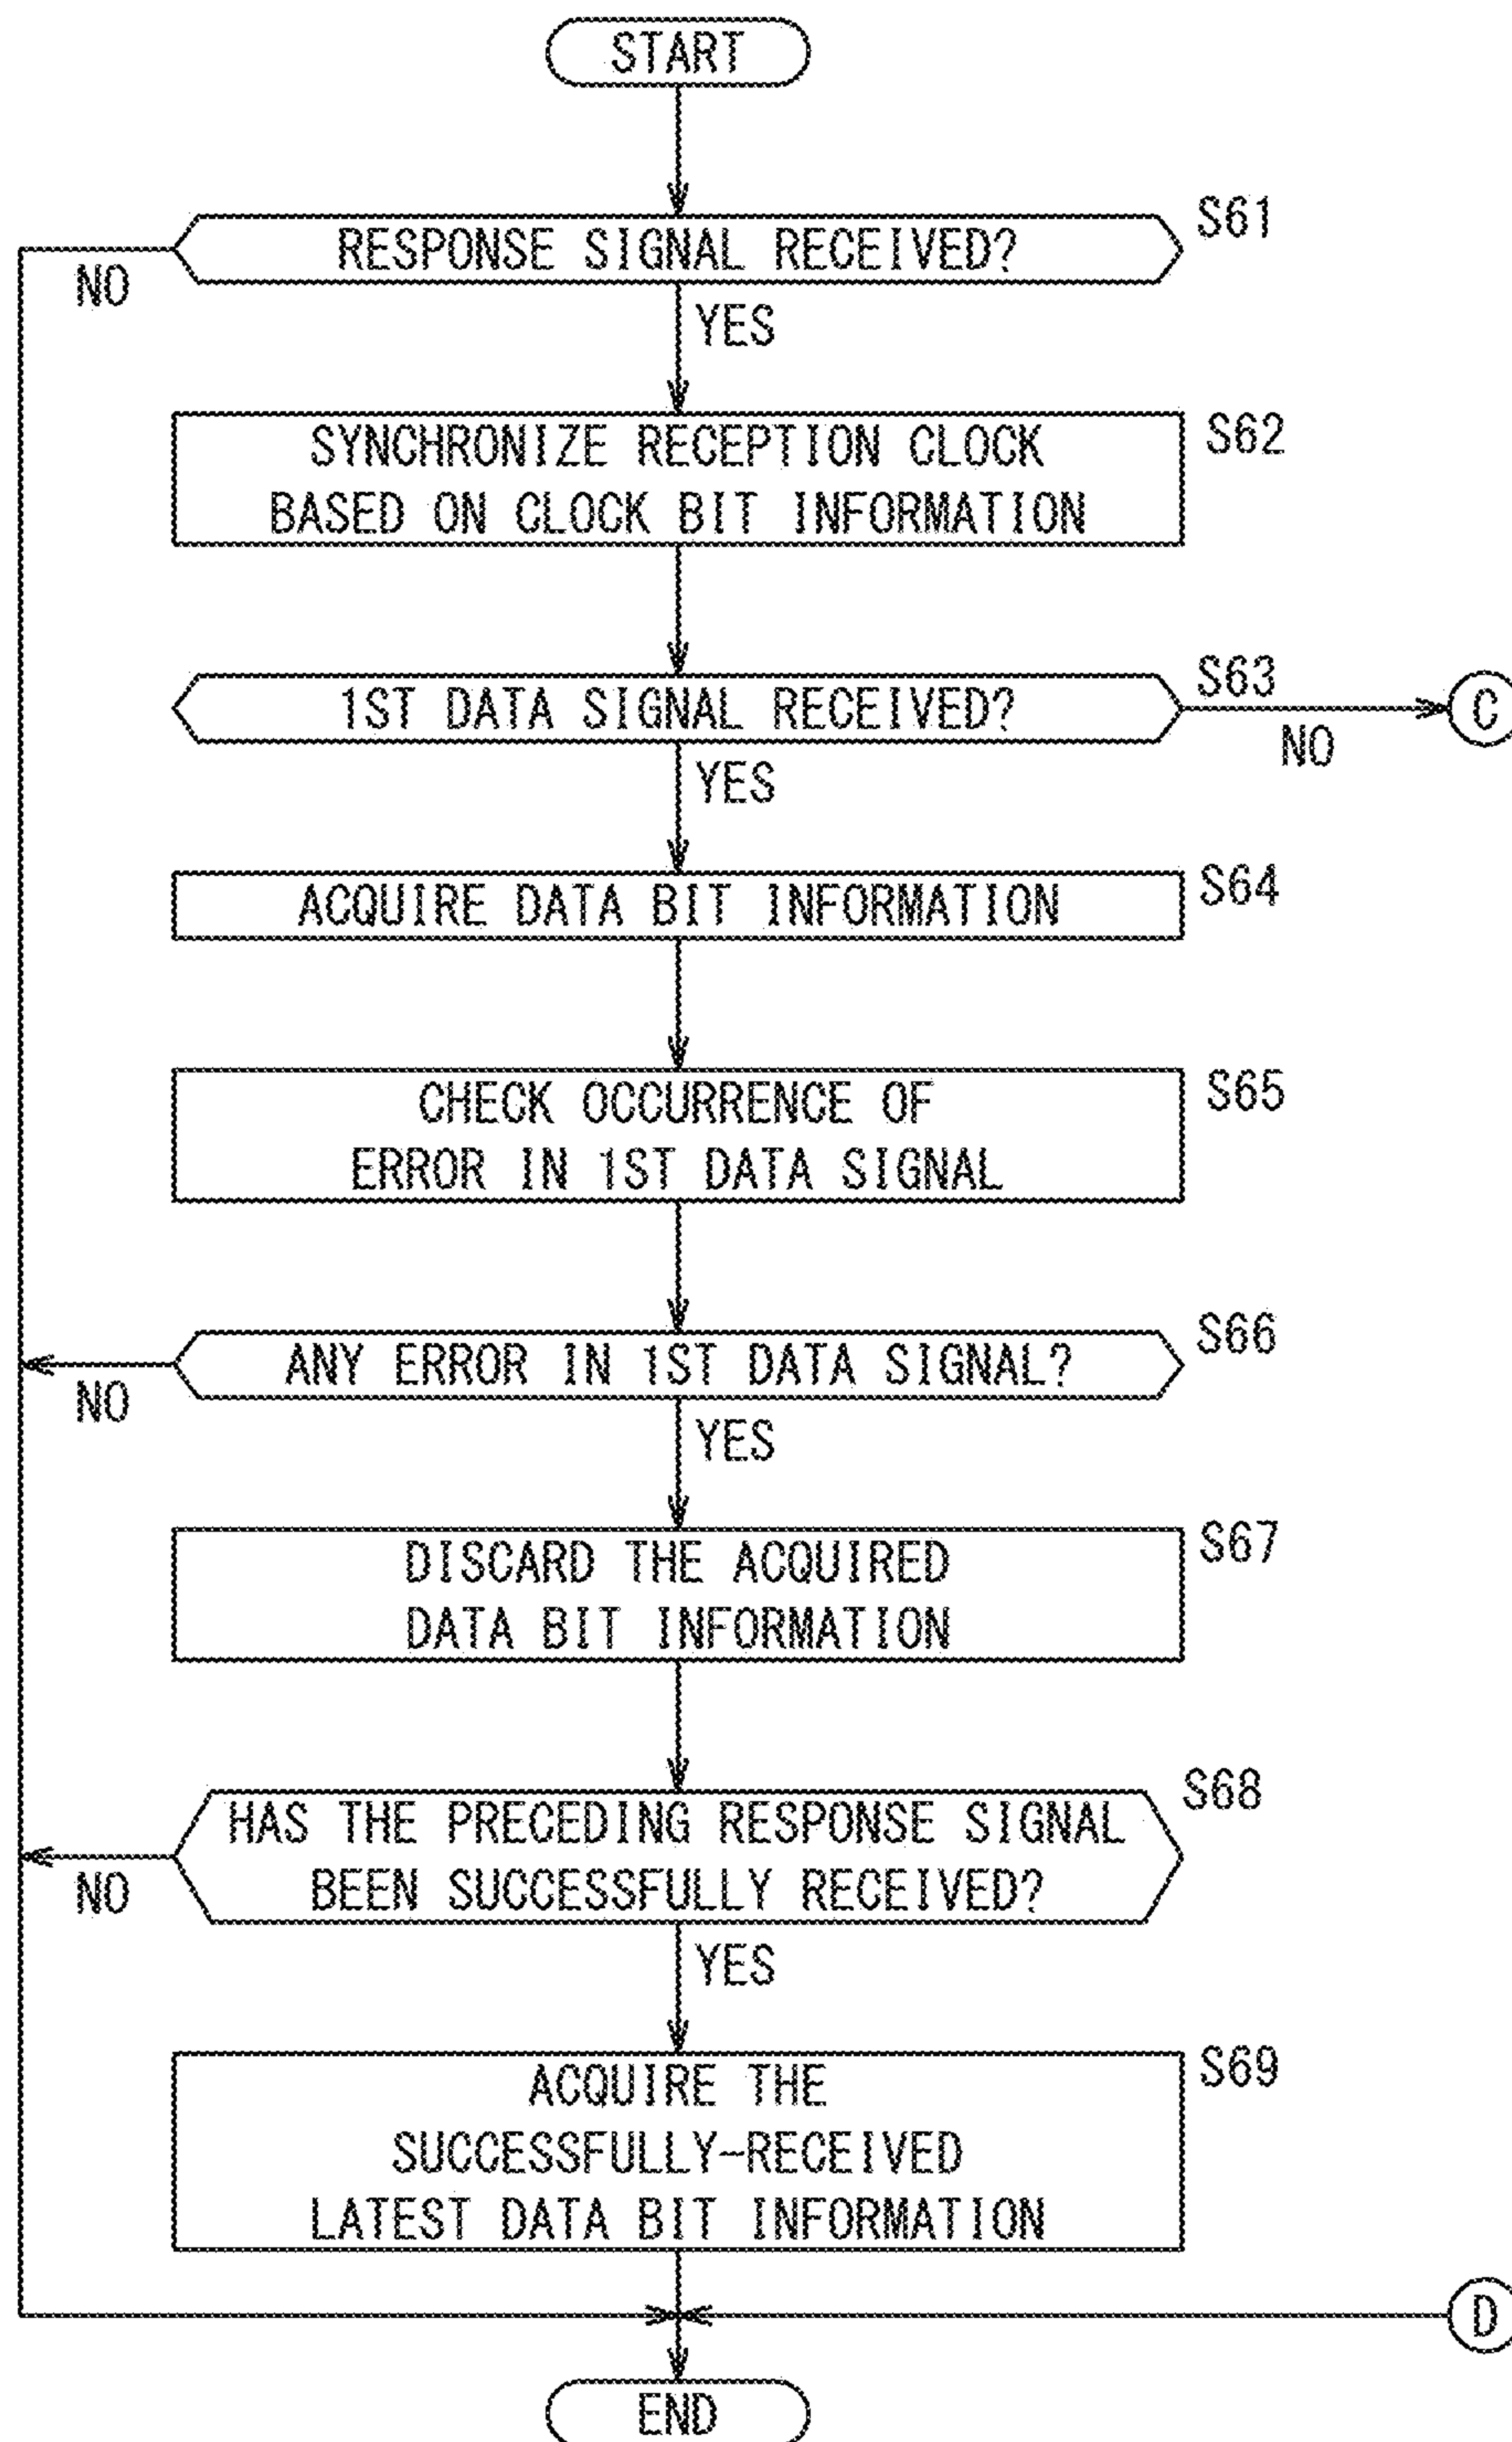 START
S61
RESPONSE SIGNAL RECEIVED?
NO
YES
S62
SYNCHRONIZE RECEPTION CLOCK
BASED ON CLOCK BIT INFORMATION
S63
1ST DATA SIGNAL RECEIVED?
C
NO
YES
S64
ACQUIRE DATA BIT INFORMATION
S65
CHECK OCCURRENCE OF
ERROR IN 1ST DATA SIGNAL
S66
ANY ERROR IN 1ST DATA SIGNAL?
NO
YES
S67
DISCARD THE ACQUIRED
DATA BIT INFORMATION
S68
HAS THE PRECEDING RESPONSE SIGNAL
BEEN SUCCESSFULLY RECEIVED?
NO
YES
S69
ACQUIRE THE
SUCCESSFULLY-RECEIVED
LATEST DATA BIT INFORMATION
D
END